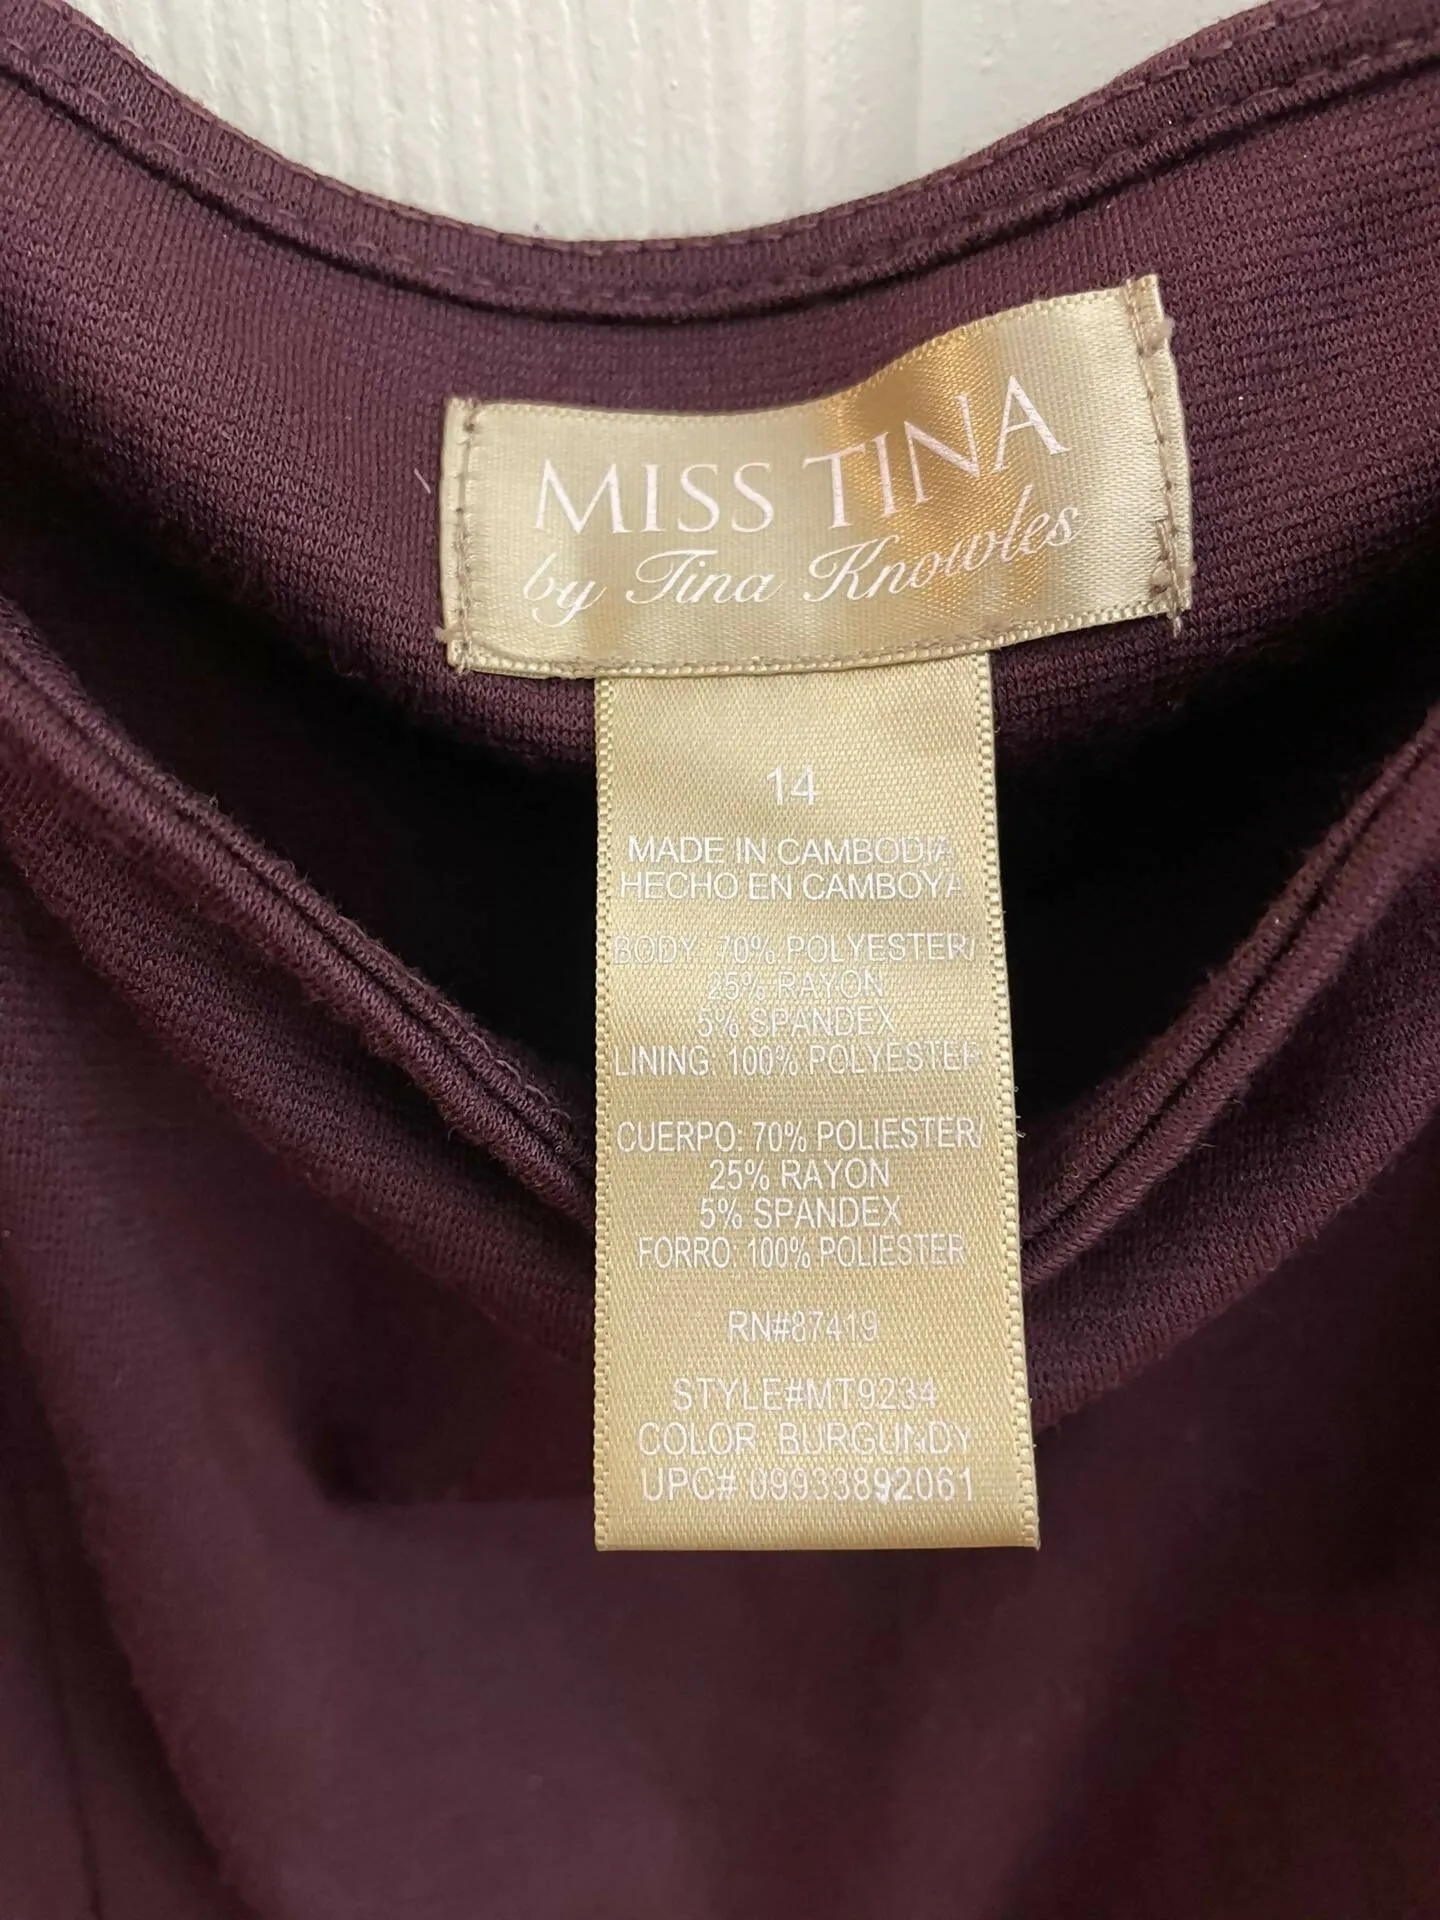 MISS TINA
by Tina Knowles
14
MADE IN CAMBODIA
HECHO EN CAMBOYA
BODY: 70% POLYESTER/
25% RAYON
5% SPANDEX
LINING: 100% POLYESTER
CUERPO: 70% POLIESTER/
25% RAYON
5% SPANDEX
FORRO: 100% POLIESTER
RN#87419
STYLE#MT9234
COLOR: BURGUNDY
UPC# 09933892061